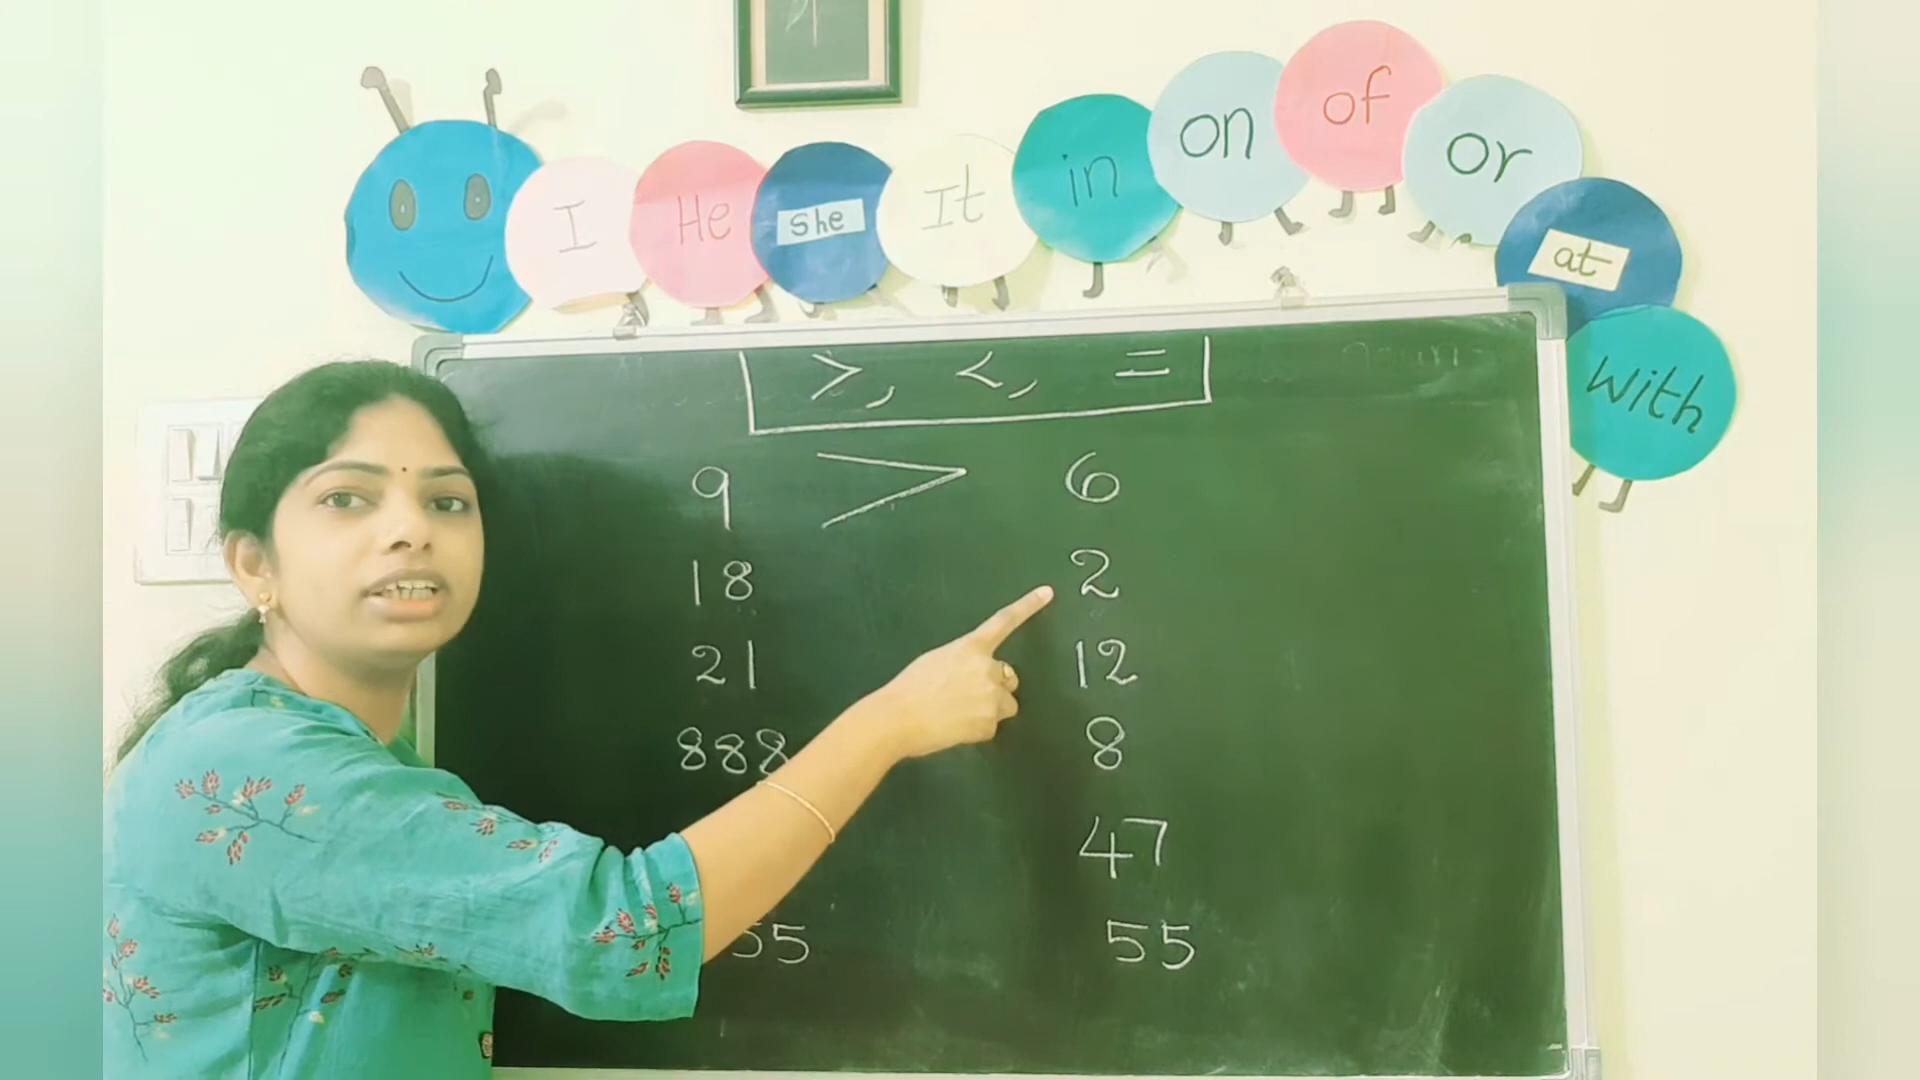 I He She It in on of or at with
>, <, =
9 > 6
18 2
21 12
888 8
47
55 55